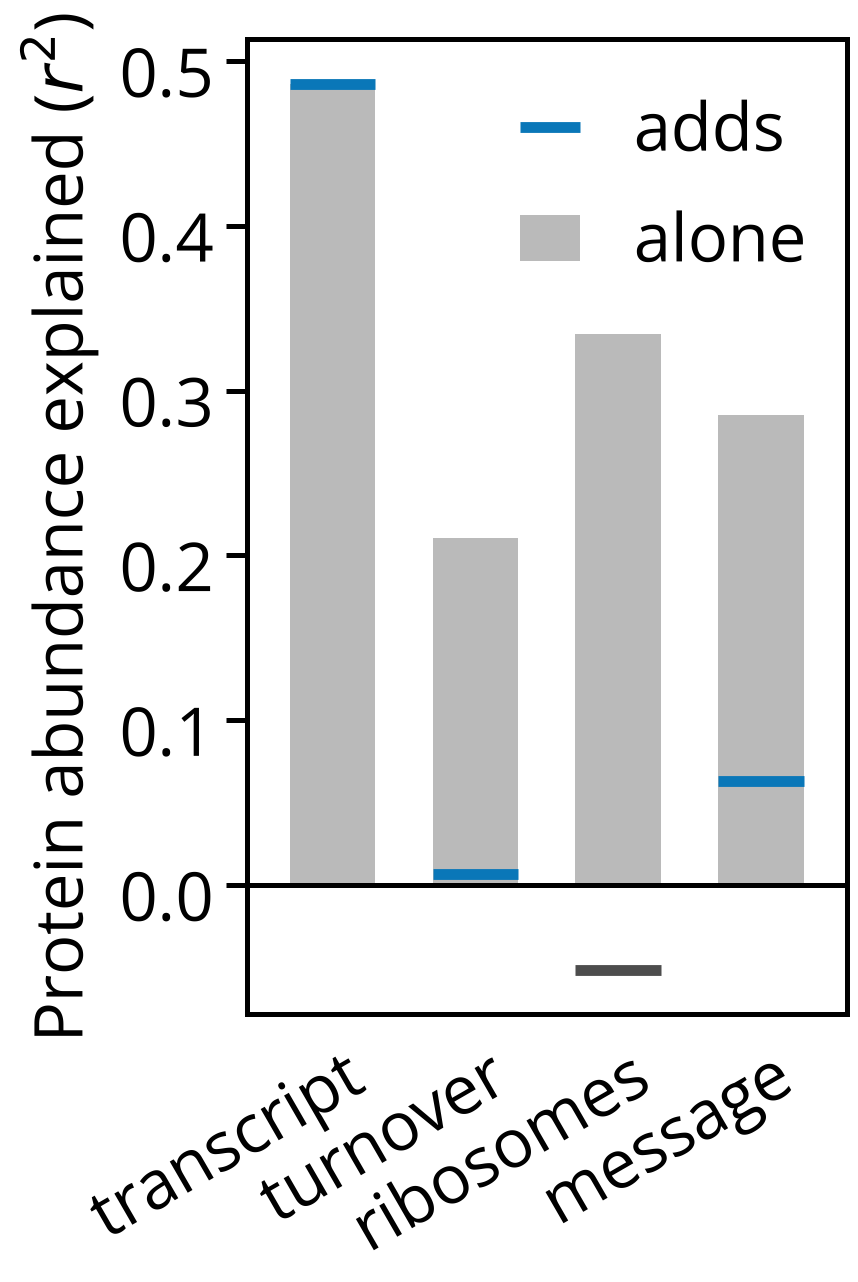 Protein abundance explained (r²)
0.5
0.4
0.3
0.2
0.1
0.0
adds
alone
transcript
turnover
ribosomes
message